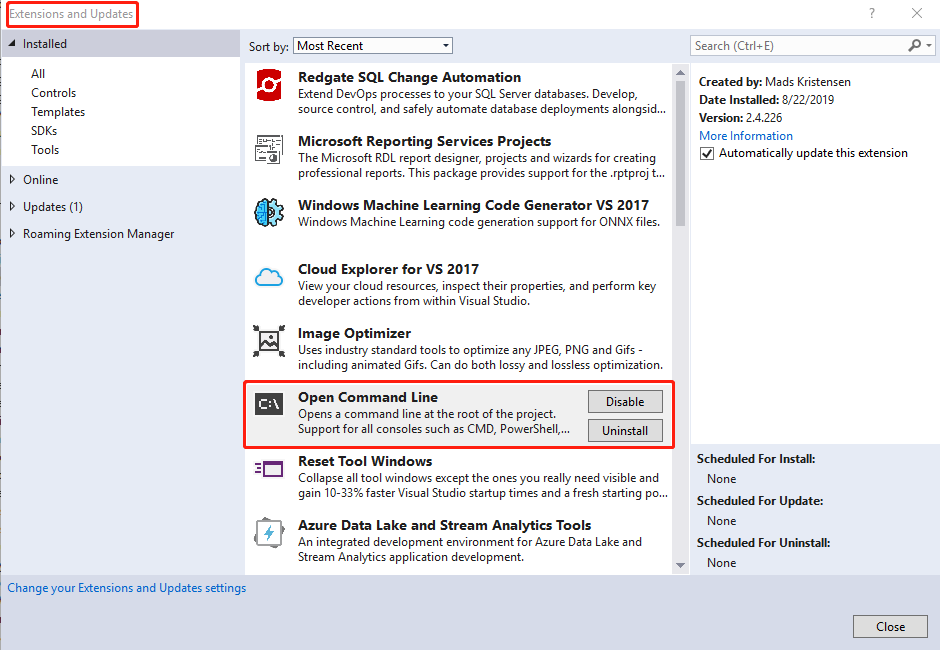 Extensions and Updates
?
Installed
All
Controls
Templates
SDKs
Tools
Online
Updates (1)
Roaming Extension Manager
Sort by: Most Recent
Redgate SQL Change Automation
Extend DevOps processes to your SQL Server databases. Develop,
source control, and safely automate database deployments alongsid...
Microsoft Reporting Services Projects
The Microsoft RDL report designer, projects and wizards for creating
professional reports. This package provides support for the .rptproj t...
Windows Machine Learning Code Generator VS 2017
Windows Machine Learning code generation support for ONNX files.
Cloud Explorer for VS 2017
View your cloud resources, inspect their properties, and perform key
developer actions from within Visual Studio.
Image Optimizer
Uses industry standard tools to optimize any JPEG, PNG and Gifs -
including animated Gifs. Can do both lossy and lossless optimization.
C:\
Open Command Line
Opens a command line at the root of the project.
Support for all consoles such as CMD, PowerShell,...
Disable
Uninstall
Reset Tool Windows
Collapse all tool windows except the ones you really need visible and
gain 10-33% faster Visual Studio startup times and a fresh starting po...
Azure Data Lake and Stream Analytics Tools
An integrated development environment for Azure Data Lake and
Stream Analytics application development.
Search (Ctrl+E)
Created by: Mads Kristensen
Date Installed: 8/22/2019
Version: 2.4.226
More Information
Automatically update this extension
Scheduled For Install:
None
Scheduled For Update:
None
Scheduled For Uninstall:
None
Change your Extensions and Updates settings
Close